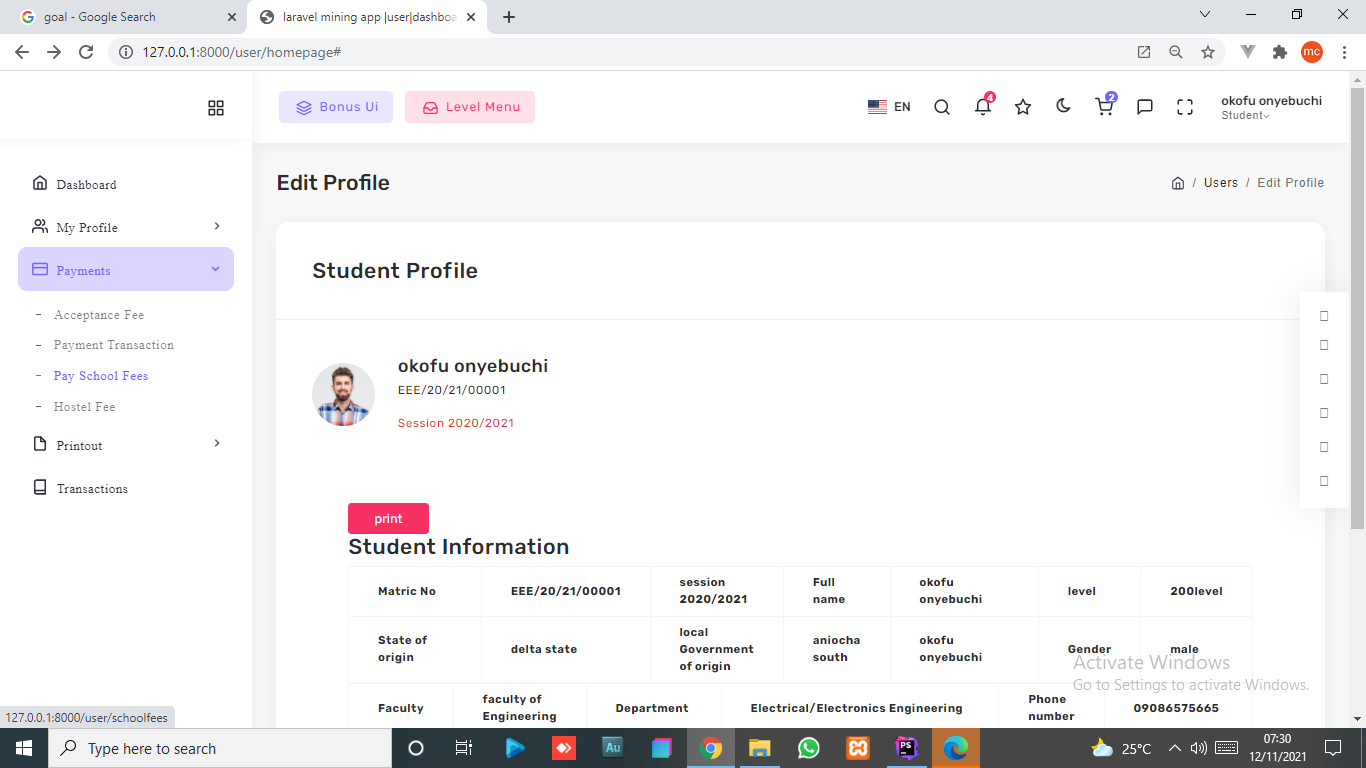 goal - Google Search
laravel mining app |user|dashboa
127.0.0.1:8000/user/homepage#
mc
Bonus Ui
Level Menu
EN
4
2
okofu onyebuchi
Student
Dashboard
My Profile
Payments
- Acceptance Fee
- Payment Transaction
- Pay School Fees
- Hostel Fee
Printout
Transactions
Edit Profile
/ Users / Edit Profile
Student Profile
okofu onyebuchi
EEE/20/21/00001
Session 2020/2021
print
Student Information
Matric No EEE/20/21/00001 session 2020/2021 Full name okofu onyebuchi level 200level
State of origin delta state local Government of origin aniocha south okofu onyebuchi Gender male
Faculty faculty of Engineering Department Electrical/Electronics Engineering Phone number 09086575665
Activate Windows
Go to Settings to activate Windows.
127.0.0.1:8000/user/schoolfees
Type here to search
Au
PS
25°C
07:30
12/11/2021